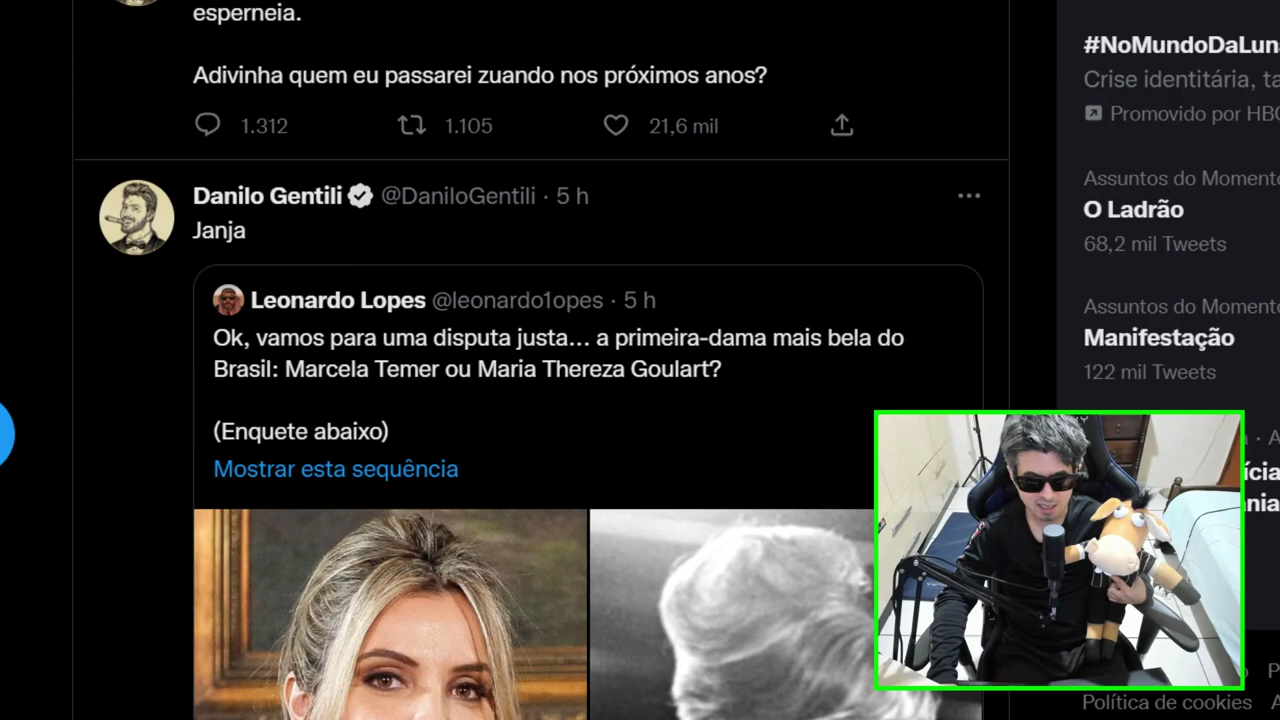 esperneia.
Adivinha quem eu passarei zuando nos próximos anos?
1.312
1.105
21,6 mil
Danilo Gentili @DaniloGentili · 5 h
Janja
Leonardo Lopes @leonardo1opes · 5 h
Ok, vamos para uma disputa justa... a primeira-dama mais bela do
Brasil: Marcela Temer ou Maria Thereza Goulart?
(Enquete abaixo)
Mostrar esta sequência
#NoMundoDaLun
Crise identitária, ta
Promovido por HBO
Assuntos do Momento
O Ladrão
68,2 mil Tweets
Assuntos do Momento
Manifestação
122 mil Tweets
Política de cookies